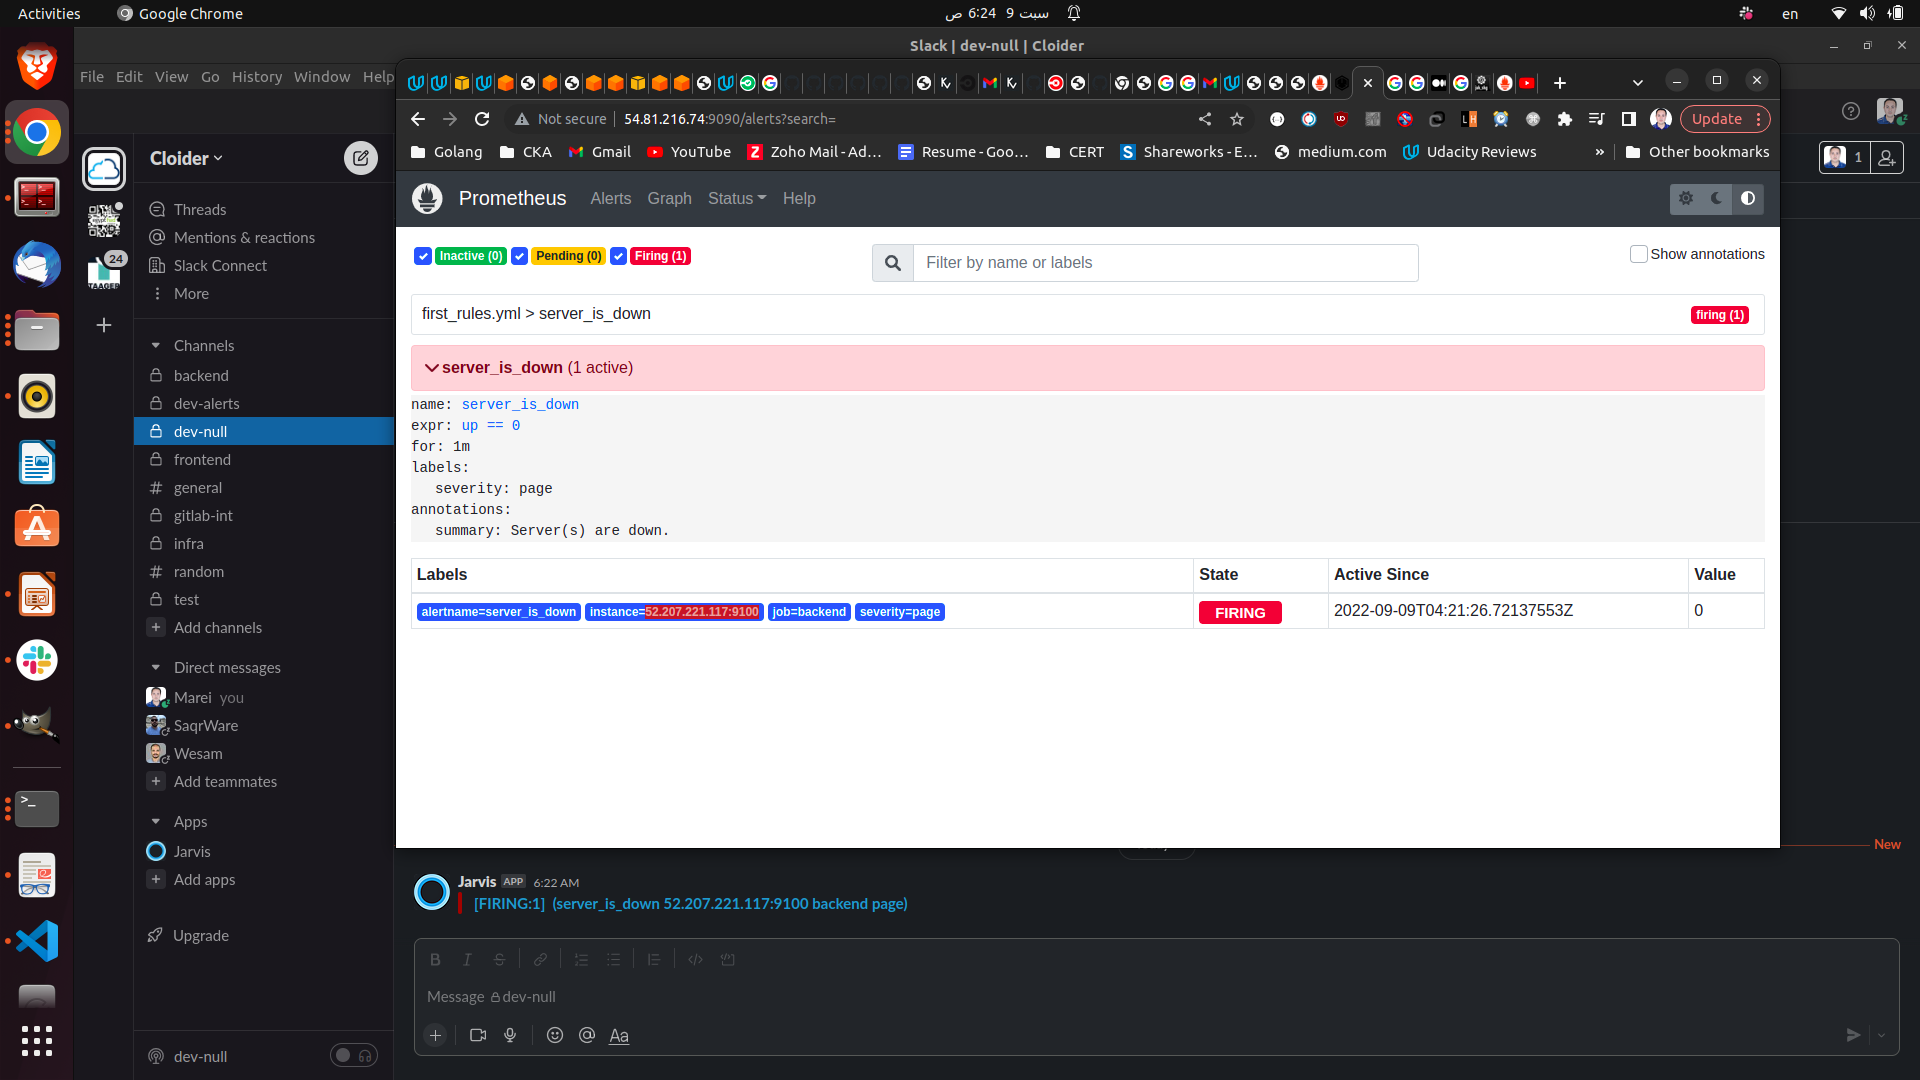 Activities
Google Chrome
سبت 9  6:24 ص
en
Slack | dev-null | Cloider
File Edit View Go History Window Help
Update
Not secure
54.81.216.74:9090/alerts?search=
Golang
CKA
Gmail
YouTube
Zoho Mail - Ad...
Resume - Goo...
CERT
Shareworks - E...
medium.com
Udacity Reviews
»
Other bookmarks
Prometheus
Alerts
Graph
Status
Help
Inactive (0)
Pending (0)
Firing (1)
Filter by name or labels
Show annotations
first_rules.yml > server_is_down
firing (1)
server_is_down (1 active)
name: server_is_down
expr: up == 0
for: 1m
labels:
severity: page
annotations:
summary: Server(s) are down.
Labels
State
Active Since
Value
alertname=server_is_down
instance=52.207.221.117:9100
job=backend
severity=page
FIRING
2022-09-09T04:21:26.72137553Z
0
Cloider
24
Threads
Mentions & reactions
Slack Connect
More
Channels
backend
dev-alerts
dev-null
frontend
# general
gitlab-int
infra
# random
test
Add channels
Direct messages
Marei you
SaqrWare
Wesam
Add teammates
Apps
Jarvis
Add apps
Upgrade
dev-null
1
New
Jarvis APP 6:22 AM
[FIRING:1] (server_is_down 52.207.221.117:9100 backend page)
Message dev-null
Aa